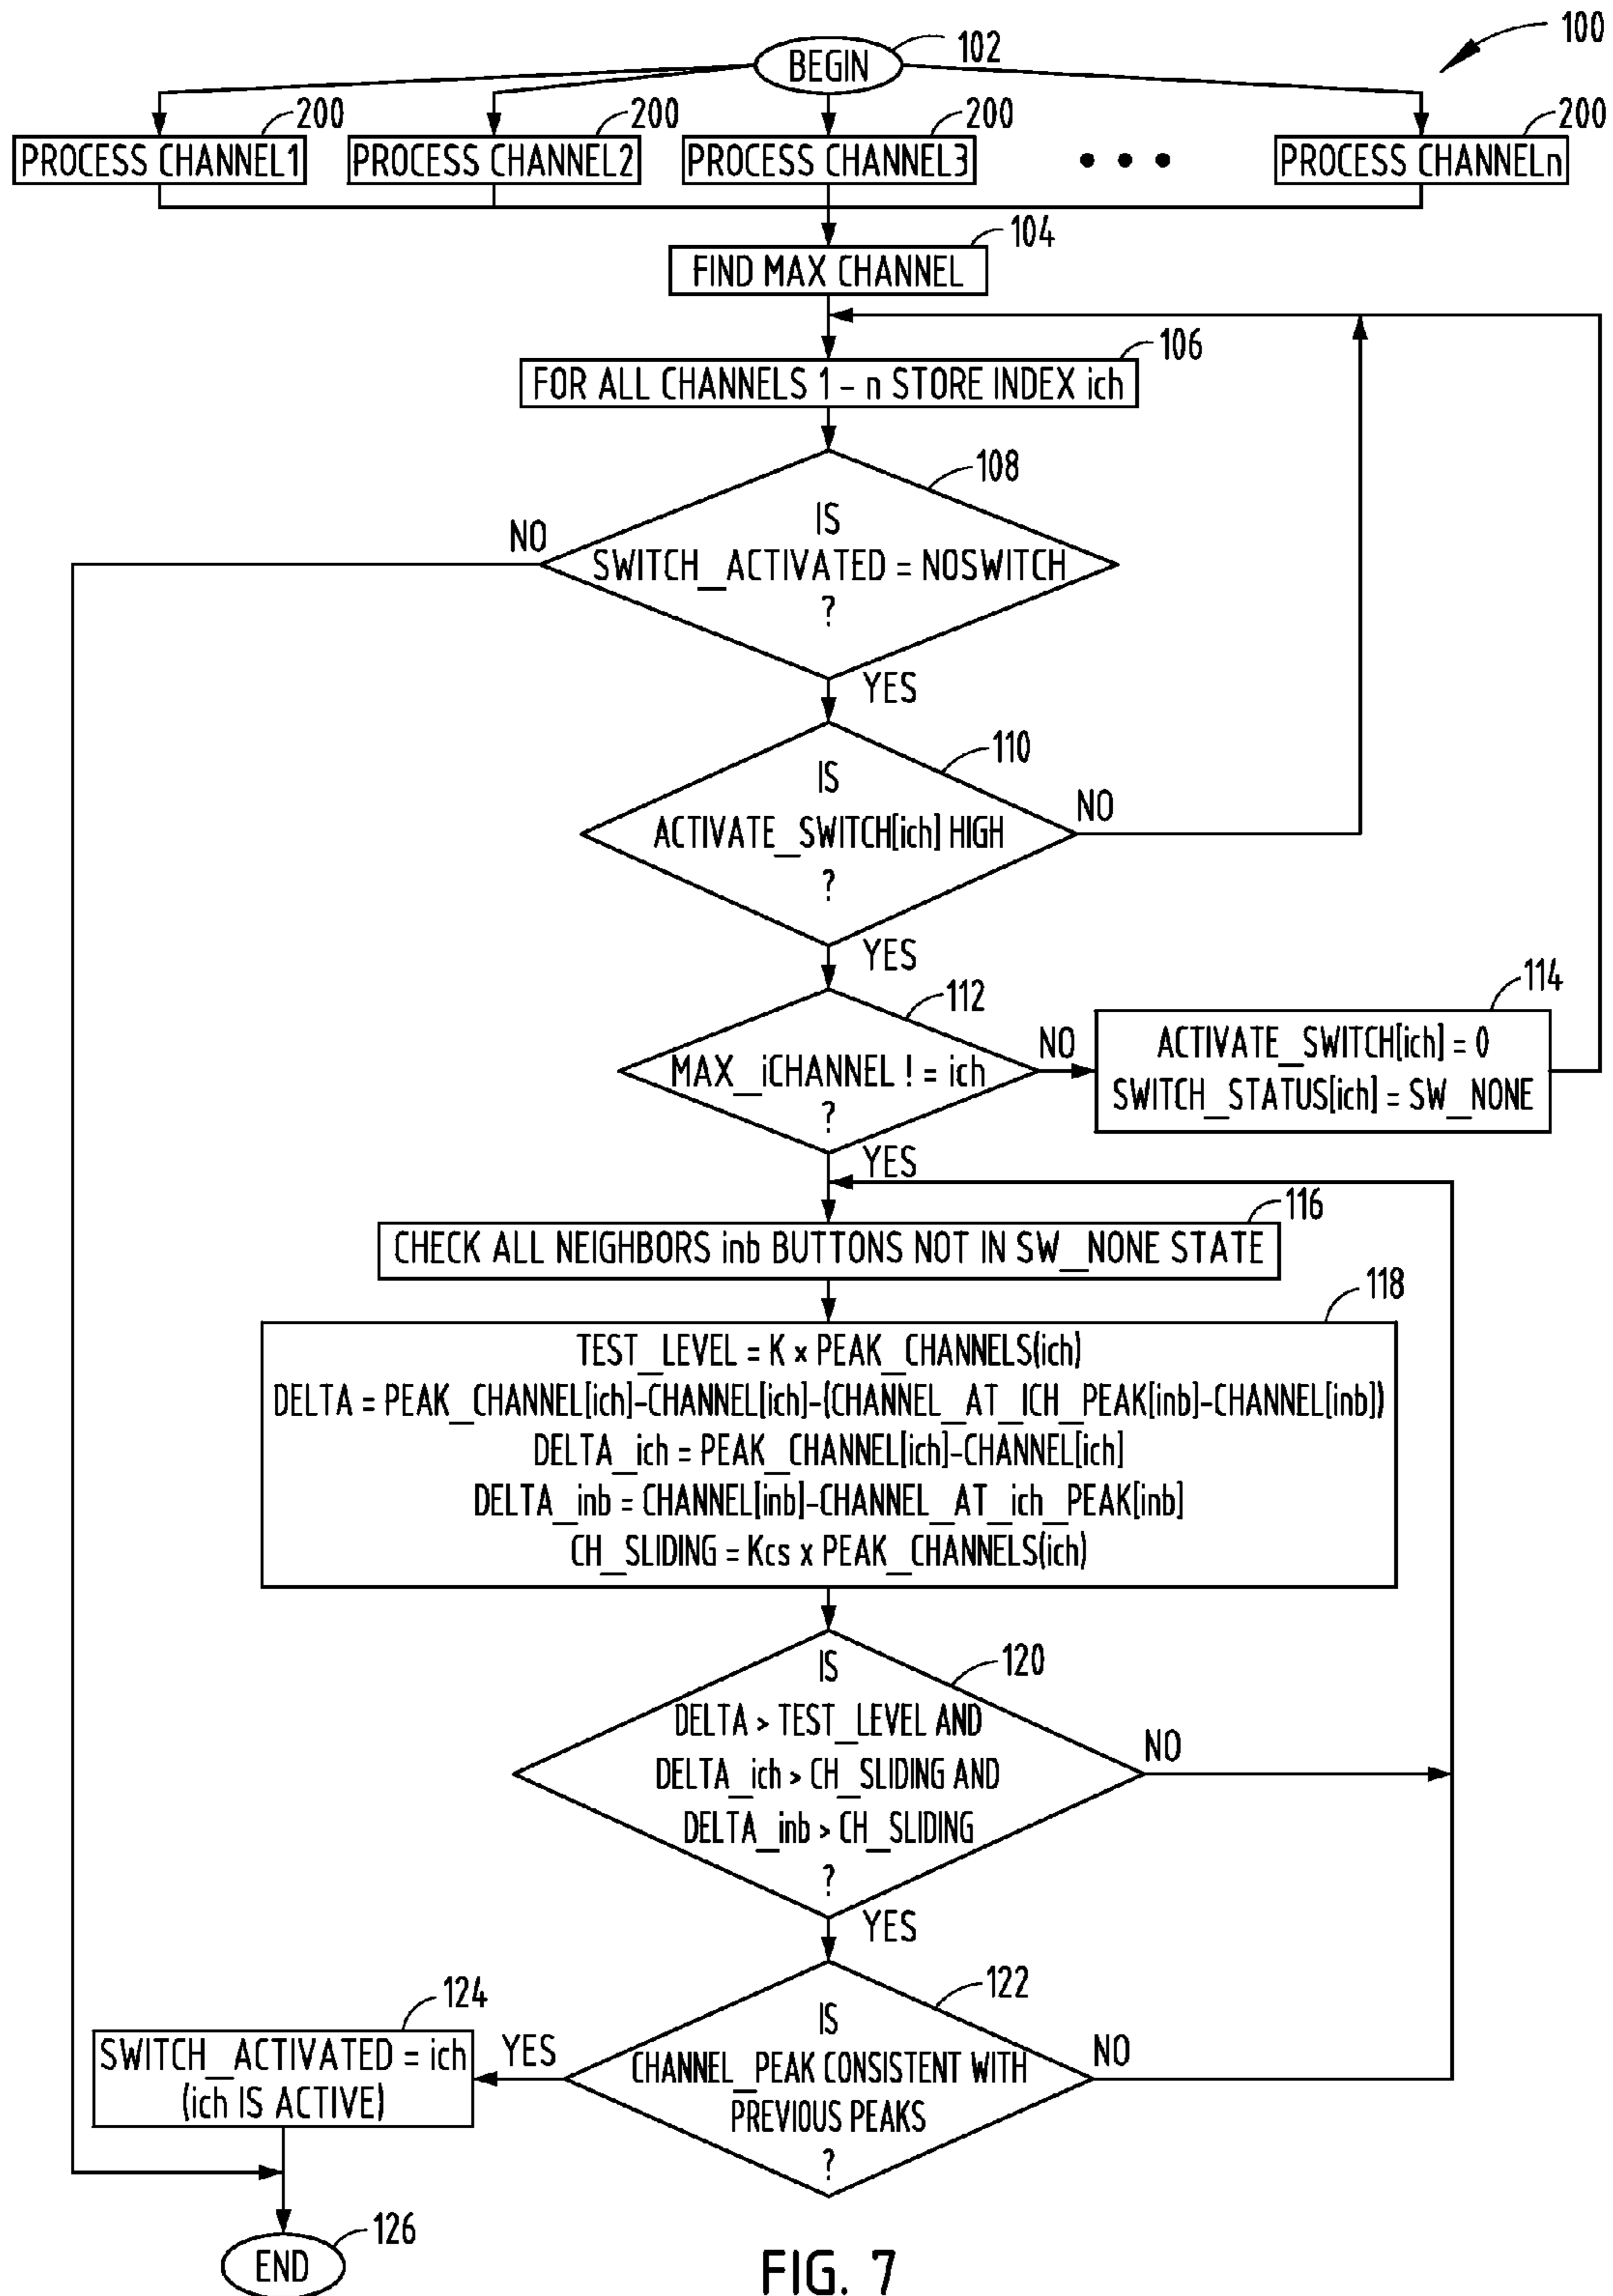 100
BEGIN
102
200
200
200
200
PROCESS CHANNEL1
PROCESS CHANNEL2
PROCESS CHANNEL3
• • •
PROCESS CHANNELn
104
FIND MAX CHANNEL
106
FOR ALL CHANNELS 1 – n STORE INDEX ich
108
NO
IS
SWITCH_ACTIVATED = NOSWITCH
?
YES
110
IS
ACTIVATE_SWITCH[ich] HIGH
?
NO
YES
112
MAX_iCHANNEL ! = ich
?
NO
114
ACTIVATE_SWITCH[ich] = 0
SWITCH_STATUS[ich] = SW_NONE
YES
116
CHECK ALL NEIGHBORS inb BUTTONS NOT IN SW_NONE STATE
118
TEST_LEVEL = K x PEAK_CHANNELS(ich)
DELTA = PEAK_CHANNEL[ich]-CHANNEL[ich]-(CHANNEL_AT_ICH_PEAK[inb]-CHANNEL[inb])
DELTA_ich = PEAK_CHANNEL[ich]-CHANNEL[ich]
DELTA_inb = CHANNEL[inb]-CHANNEL_AT_ich_PEAK[inb]
CH_SLIDING = Kcs x PEAK_CHANNELS(ich)
120
IS
DELTA > TEST_LEVEL AND
DELTA_ich > CH_SLIDING AND
DELTA_inb > CH_SLIDING
?
NO
YES
122
IS
CHANNEL_PEAK CONSISTENT WITH
PREVIOUS PEAKS
?
NO
YES
124
SWITCH_ACTIVATED = ich
(ich IS ACTIVE)
126
END
FIG. 7